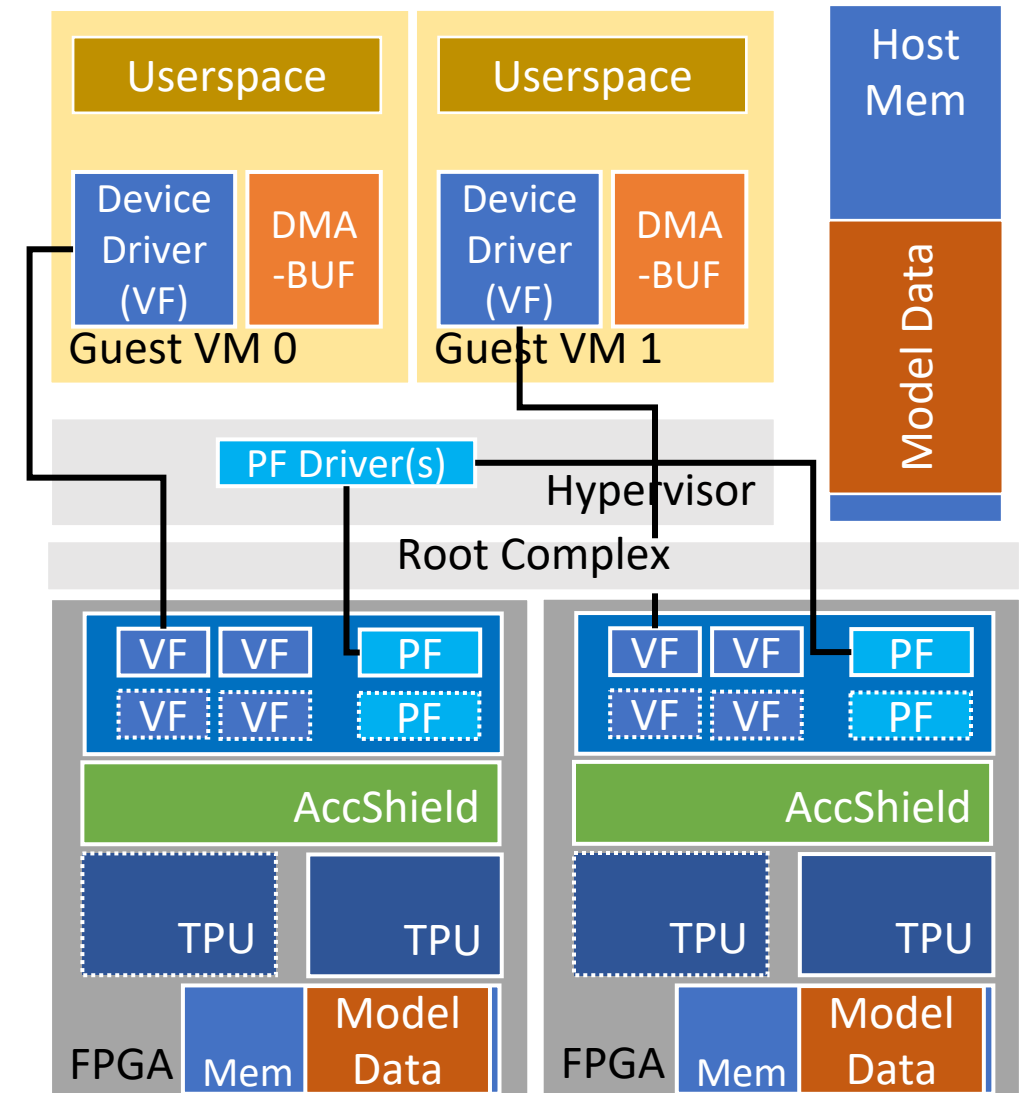 Userspace
Userspace
Host
Mem
Device
Driver
(VF)
DMA
-BUF
Device
Driver
(VF)
DMA
-BUF
Guest VM 0
Guest VM 1
Model Data
PF Driver(s)
Hypervisor
Root Complex
VF VF PF
VF VF PF
VF VF PF
VF VF PF
AccShield
AccShield
TPU TPU
TPU TPU
FPGA
Mem
Model
Data
FPGA
Mem
Model
Data